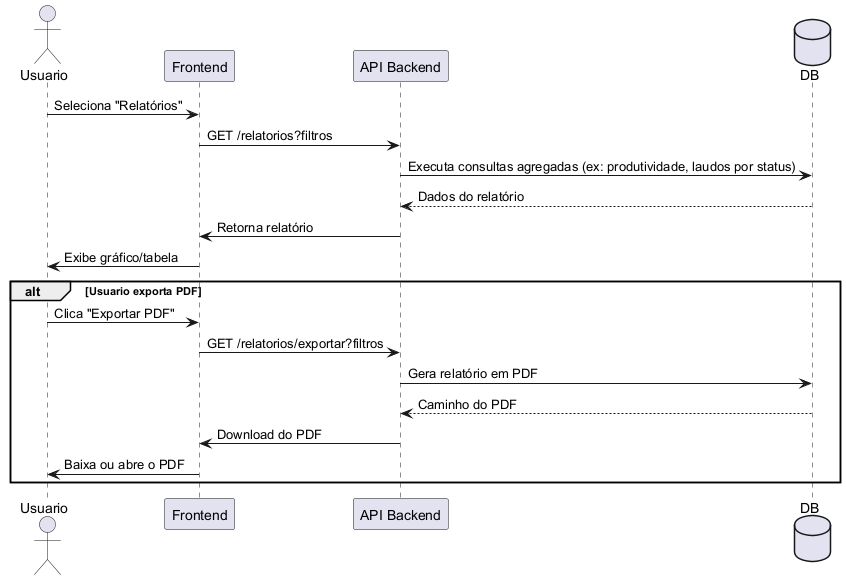 Usuario
Frontend
API Backend
DB
Seleciona "Relatórios"
GET /relatorios?filtros
Executa consultas agregadas (ex: produtividade, laudos por status)
Dados do relatório
Retorna relatório
Exibe gráfico/tabela
alt [Usuario exporta PDF]
Clica "Exportar PDF"
GET /relatorios/exportar?filtros
Gera relatório em PDF
Caminho do PDF
Download do PDF
Baixa ou abre o PDF
Usuario
Frontend
API Backend
DB